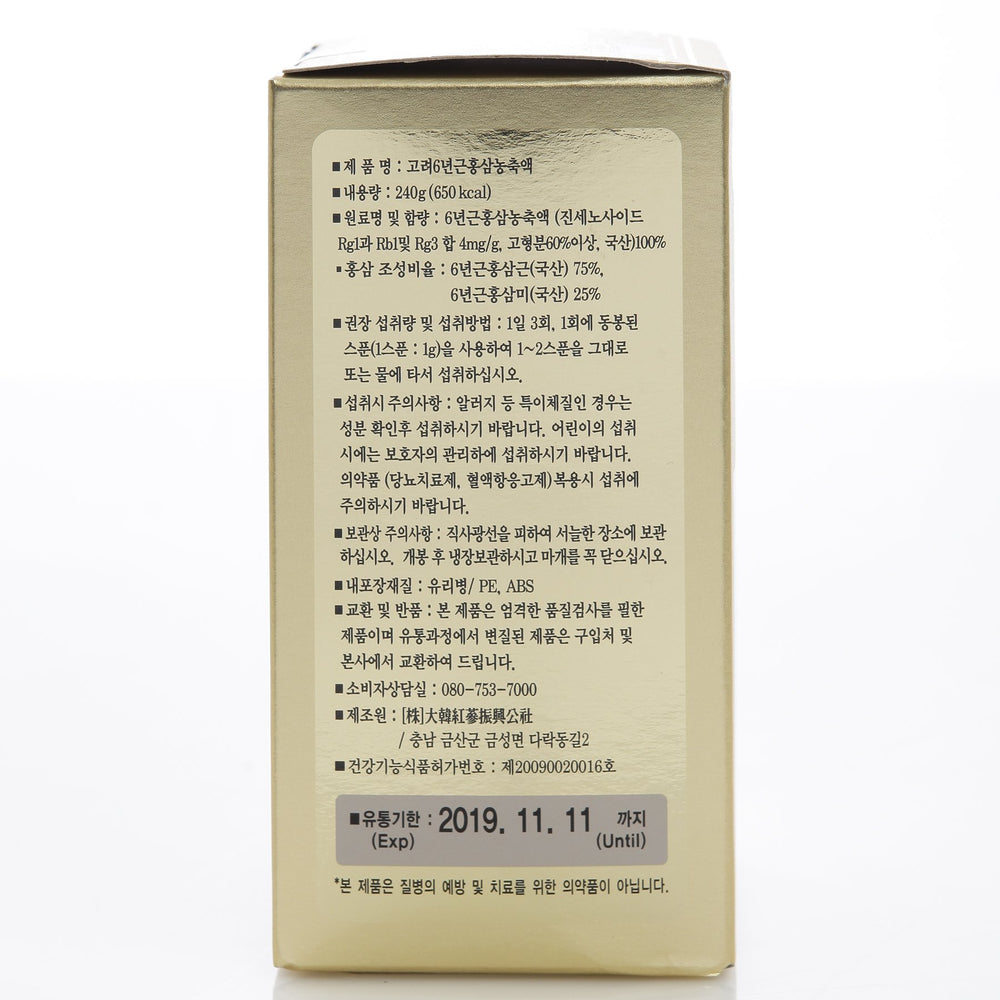 ■ 제 품 명 : 고려6년근홍삼농축액
■ 내용량 : 240g (650 kcal)
■ 원료명 및 함량 : 6년근홍삼농축액 (진세노사이드
Rg1과 Rb1및 Rg3 합 4mg/g, 고형분60%이상, 국산)100%
▪ 홍삼 조성비율 : 6년근홍삼근(국산) 75%,
6년근홍삼미(국산) 25%
■ 권장 섭취량 및 섭취방법 : 1일 3회, 1회에 동봉된
스푼(1스푼 : 1g)을 사용하여 1~2스푼을 그대로
또는 물에 타서 섭취하십시오.
■ 섭취시 주의사항 : 알러지 등 특이체질인 경우는
성분 확인후 섭취하시기 바랍니다. 어린이의 섭취
시에는 보호자의 관리하에 섭취하시기 바랍니다.
의약품 (당뇨치료제, 혈액항응고제)복용시 섭취에
주의하시기 바랍니다.
■ 보관상 주의사항 : 직사광선을 피하여 서늘한 장소에 보관
하십시오. 개봉 후 냉장보관하시고 마개를 꼭 닫으십시오.
■ 내포장재질 : 유리병/ PE, ABS
■ 교환 및 반품 : 본 제품은 엄격한 품질검사를 필한
제품이며 유통과정에서 변질된 제품은 구입처 및
본사에서 교환하여 드립니다.
■ 소비자상담실 : 080-753-7000
■ 제조원 : [株]大韓紅蔘振興公社
/ 충남 금산군 금성면 다락동길2
■ 건강기능식품허가번호 : 제20090020016호
■ 유통기한 : 2019. 11. 11 까지
(Exp) (Until)
*본 제품은 질병의 예방 및 치료를 위한 의약품이 아닙니다.